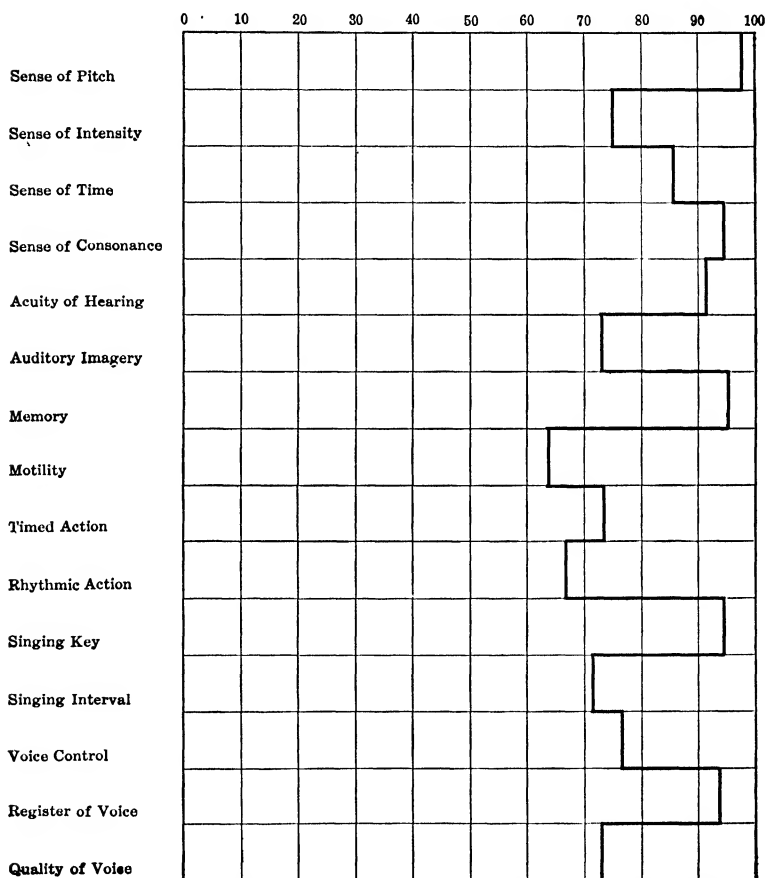 0 10 20 30 40 50 60 70 80 90 100
Sense of Pitch
Sense of Intensity
Sense of Time
Sense of Consonance
Acuity of Hearing
Auditory Imagery
Memory
Motility
Timed Action
Rhythmic Action
Singing Key
Singing Interval
Voice Control
Register of Voice
Quality of Voice